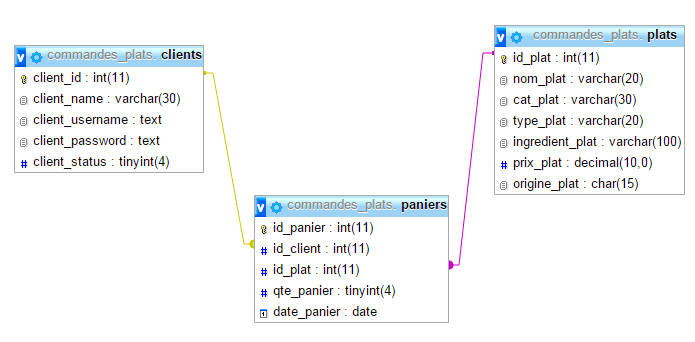 v commandes_plats. clients
client_id : int(11)
client_name : varchar(30)
client_username : text
client_password : text
# client_status : tinyint(4)
v commandes_plats. plats
id_plat : int(11)
nom_plat : varchar(20)
cat_plat : varchar(30)
type_plat : varchar(20)
ingredient_plat : varchar(100)
# prix_plat : decimal(10,0)
origine_plat : char(15)
v commandes_plats. paniers
id_panier : int(11)
# id_client : int(11)
# id_plat : int(11)
# qte_panier : tinyint(4)
date_panier : date